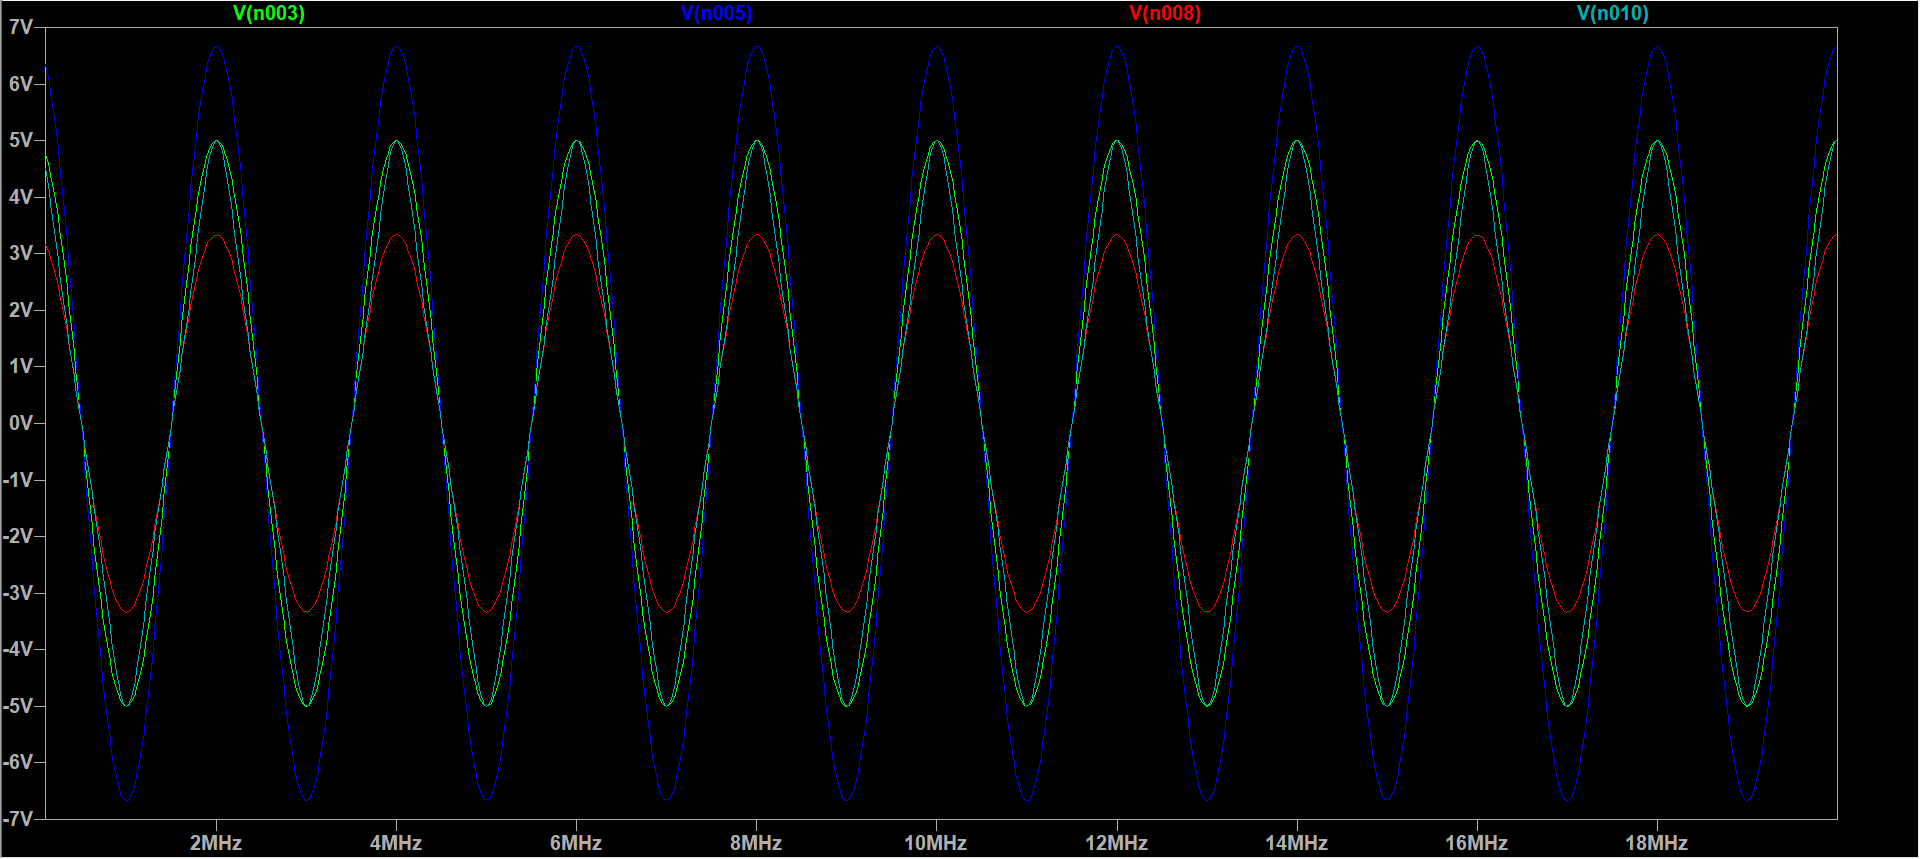 V(n003) V(n005) V(n008) V(n010)
7V
6V
5V
4V
3V
2V
1V
0V
-1V
-2V
-3V
-4V
-5V
-6V
-7V
2MHz 4MHz 6MHz 8MHz 10MHz 12MHz 14MHz 16MHz 18MHz